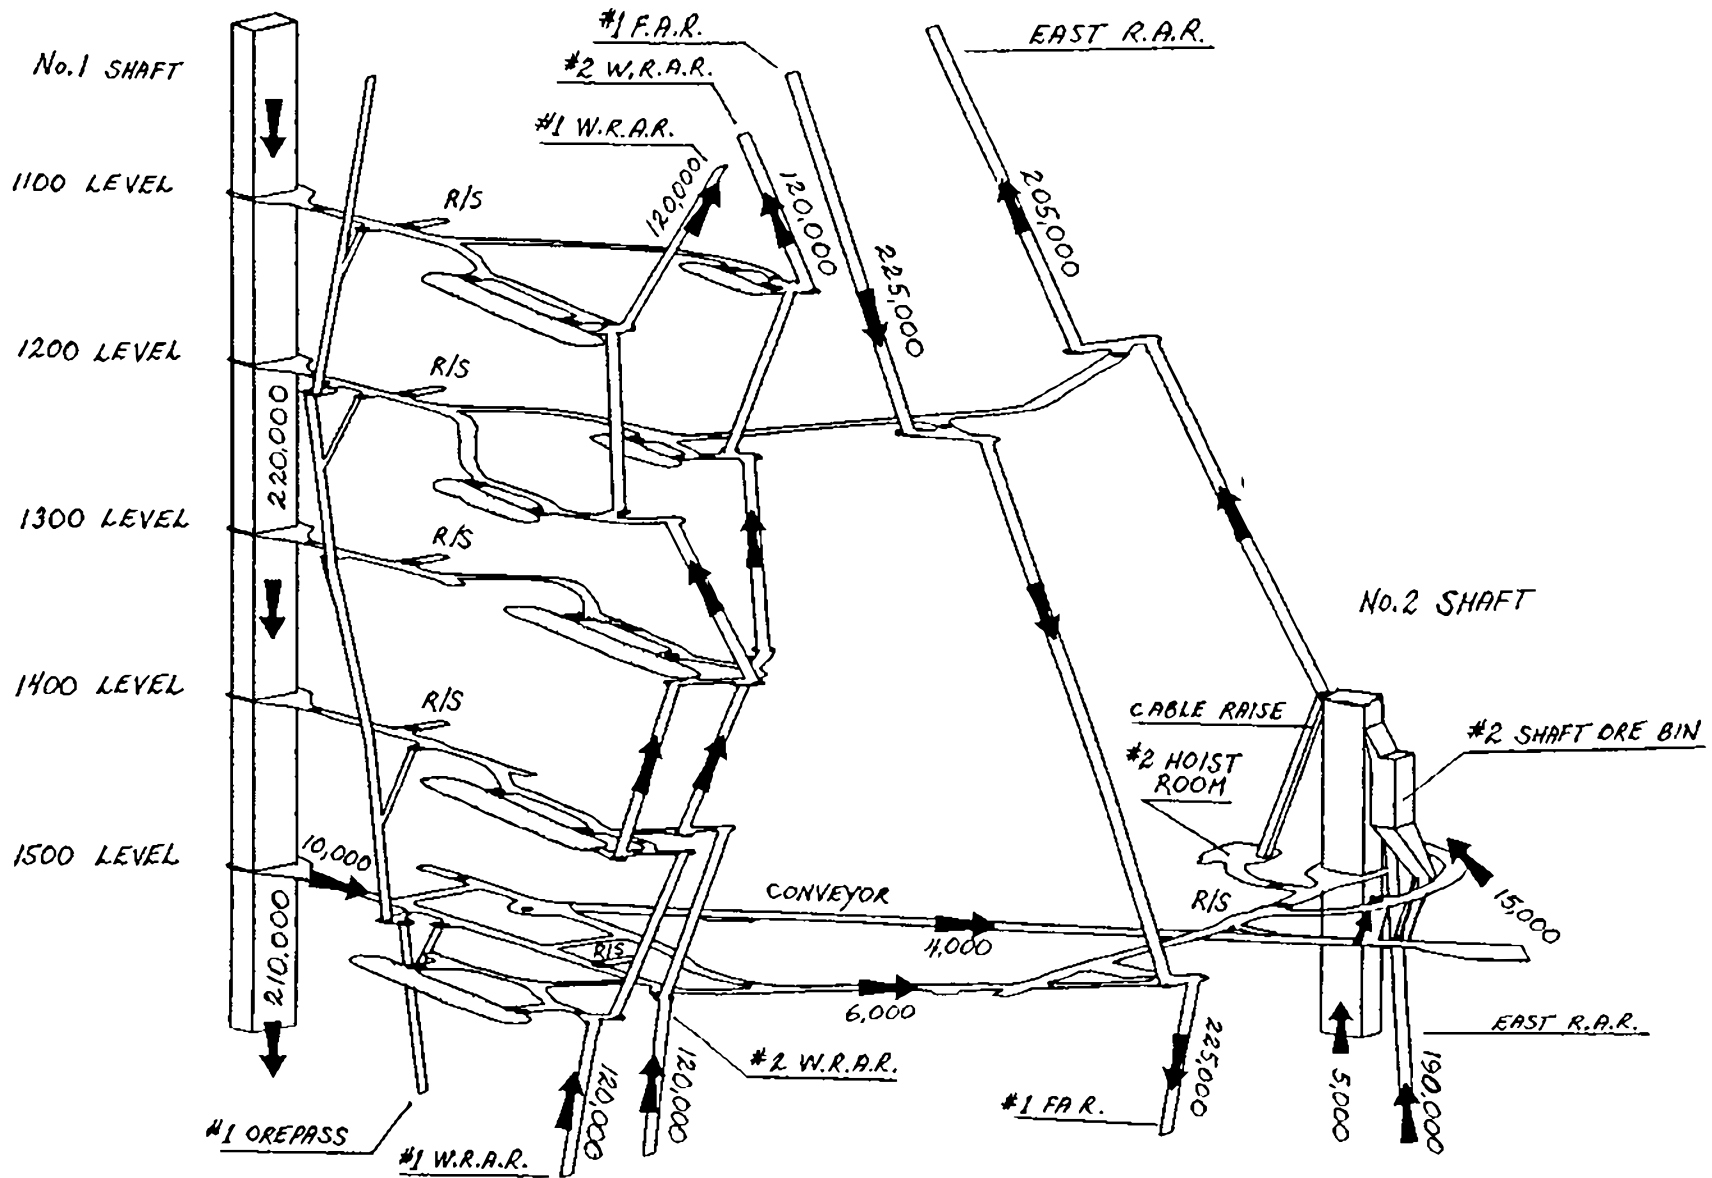 #1 F.A.R.
EAST R.A.R.
#2 W.R.A.R.
No.1 SHAFT
#1 W.R.A.R.
1100 LEVEL
R/S
120,000
120,000
205,000
225,000
1200 LEVEL
R/S
220,000
1300 LEVEL
R/S
No.2 SHAFT
1400 LEVEL
R/S
CABLE RAISE
#2 SHAFT ORE BIN
#2 HOIST
ROOM
1500 LEVEL
10,000
CONVEYOR
R/S
15,000
4,000
R/S
210.000
6,000
EAST R.A.R.
#2 W.R.A.R.
225,000
120,000
120,000
5,000
190,000
#1 F.A.R.
#1 OREPASS
#1 W.R.A.R.